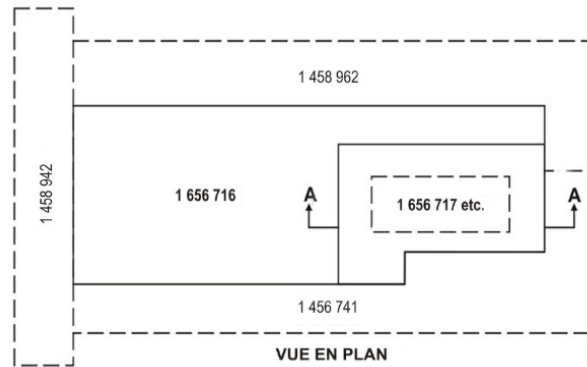 1 458 962
1 458 942
1 656 716
A
1 656 717 etc.
A
1 456 741
VUE EN PLAN